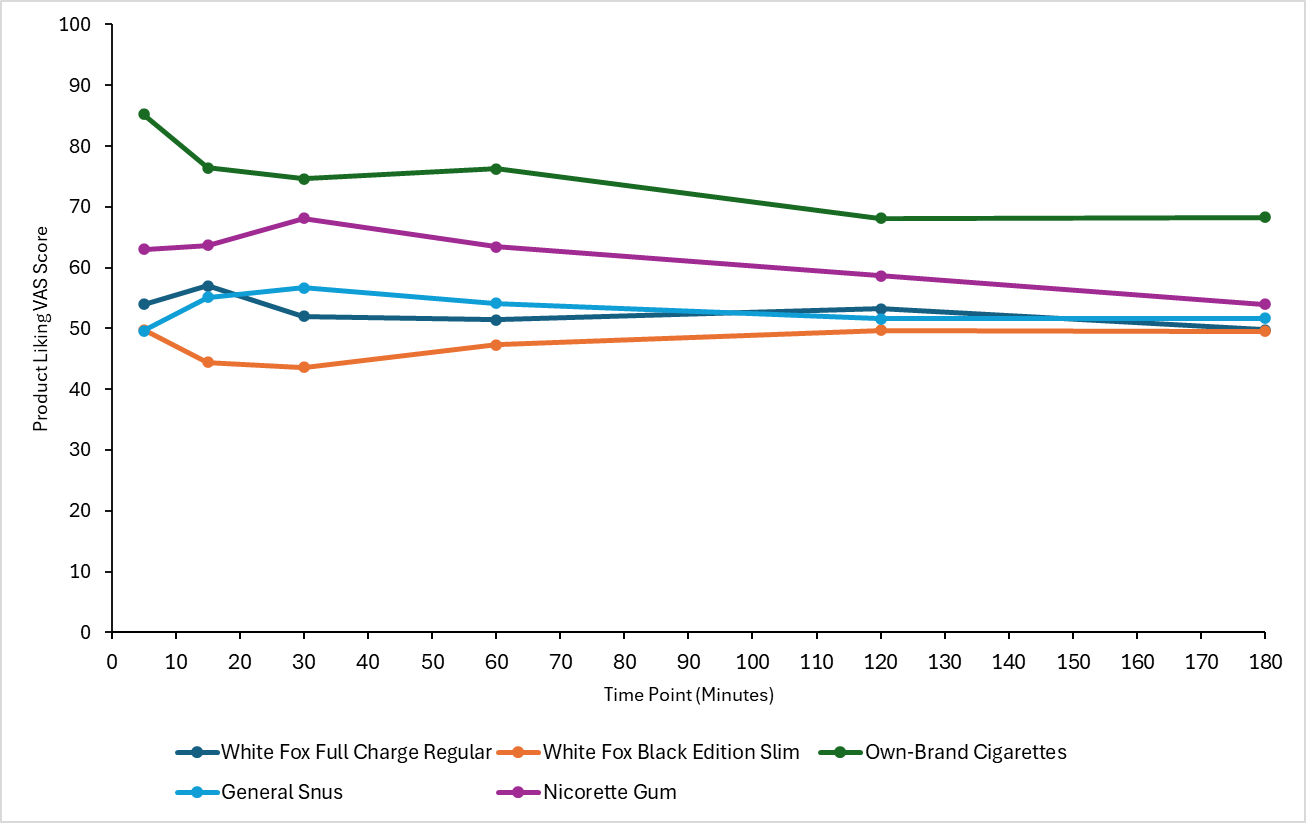 100
90
80
70
60
50
40
30
20
10
0
Product Liking VAS Score
0 10 20 30 40 50 60 70 80 90 100 110 120 130 140 150 160 170 180
Time Point (Minutes)
White Fox Full Charge Regular White Fox Black Edition Slim Own-Brand Cigarettes
General Snus Nicorette Gum